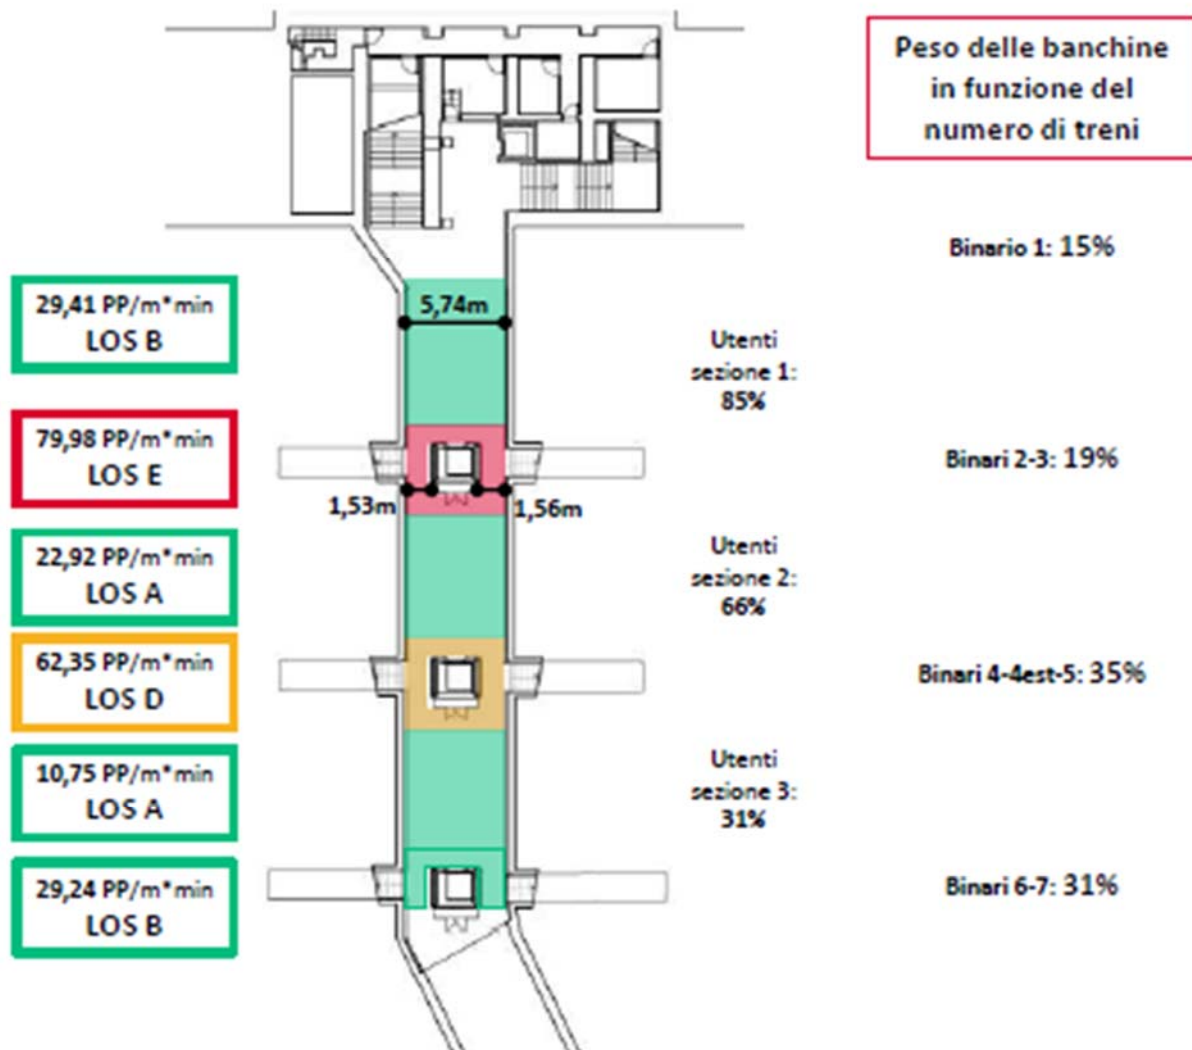 Peso delle banchine
in funzione del
numero di treni
Binario 1: 15%
29,41 PP/m*min
LOS B
5,74m
Utenti
sezione 1:
85%
79,98 PP/m*min
LOS E
Binari 2-3: 19%
1,53m
1,56m
22,92 PP/m*min
LOS A
Utenti
sezione 2:
66%
62,35 PP/m*min
LOS D
Binari 4-4est-5: 35%
10,75 PP/m*min
LOS A
Utenti
sezione 3:
31%
29,24 PP/m*min
LOS B
Binari 6-7: 31%